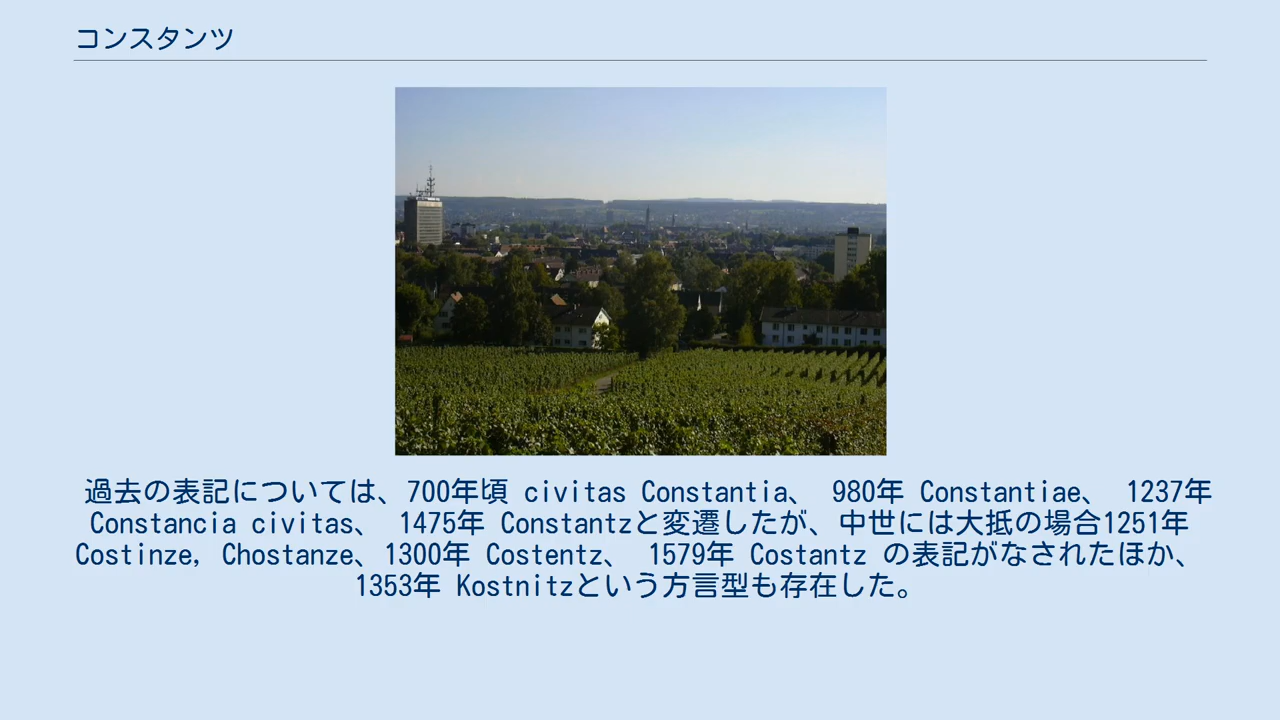 コンスタンツ
過去の表記については、700年頃 civitas Constantia、 980年 Constantiae、 1237年
Constancia civitas、 1475年 Constantzと変遷したが、中世には大抵の場合1251年
Costinze, Chostanze、1300年 Costentz、 1579年 Costantz の表記がなされたほか、
1353年 Kostnitzという方言型も存在した。